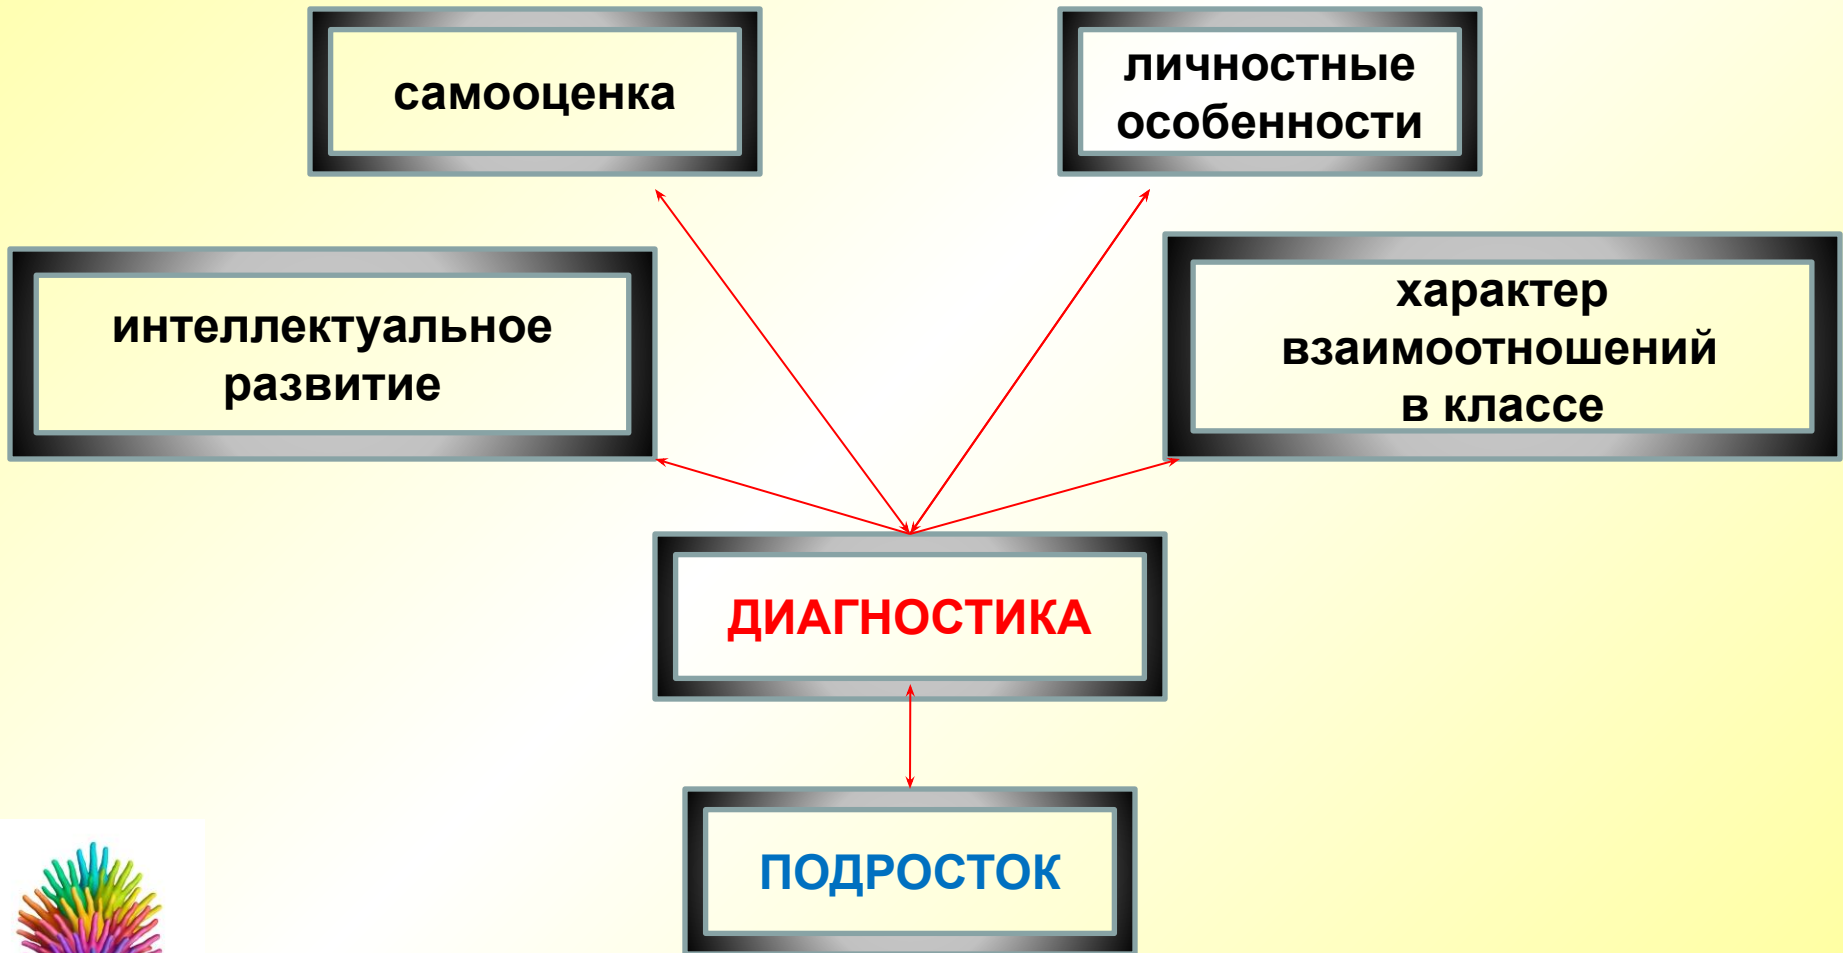 самооценка
личностные
особенности
интеллектуальное
развитие
характер
взаимоотношений
в классе
ДИАГНОСТИКА
ПОДРОСТОК